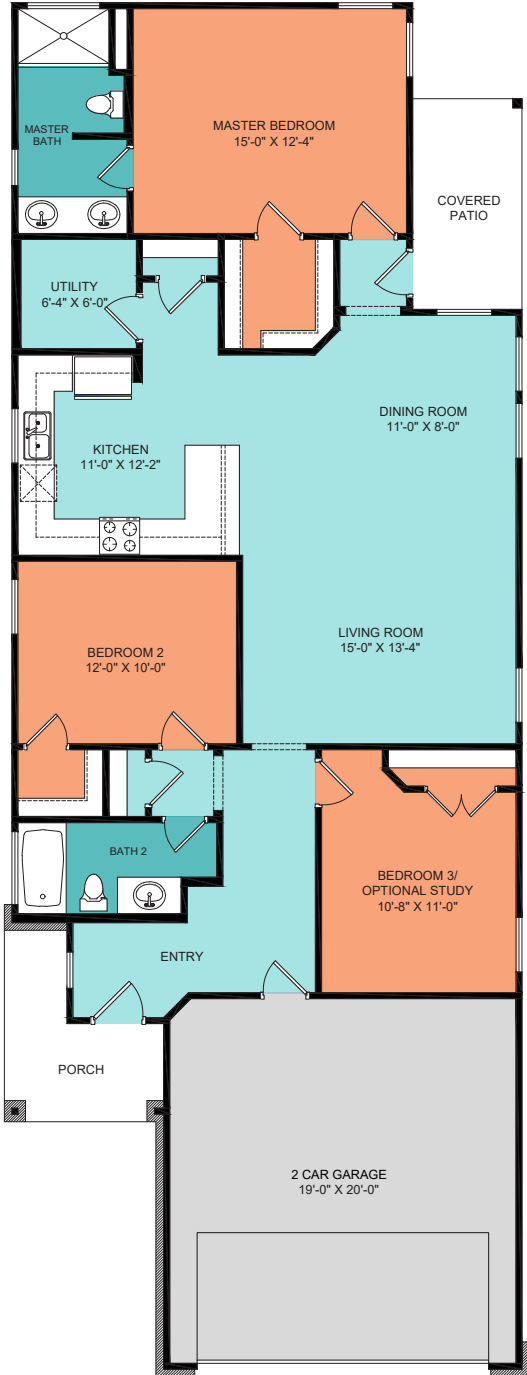 MASTER BEDROOM
15'-0" X 12'-4"
MASTER
BATH
COVERED
PATIO
UTILITY
6'-4" X 6'-0"
DINING ROOM
11'-0" X 8'-0"
KITCHEN
11'-0" X 12'-2"
LIVING ROOM
15'-0" X 13'-4"
BEDROOM 2
12'-0" X 10'-0"
BATH 2
BEDROOM 3/
OPTIONAL STUDY
10'-8" X 11'-0"
ENTRY
PORCH
2 CAR GARAGE
19'-0" X 20'-0"